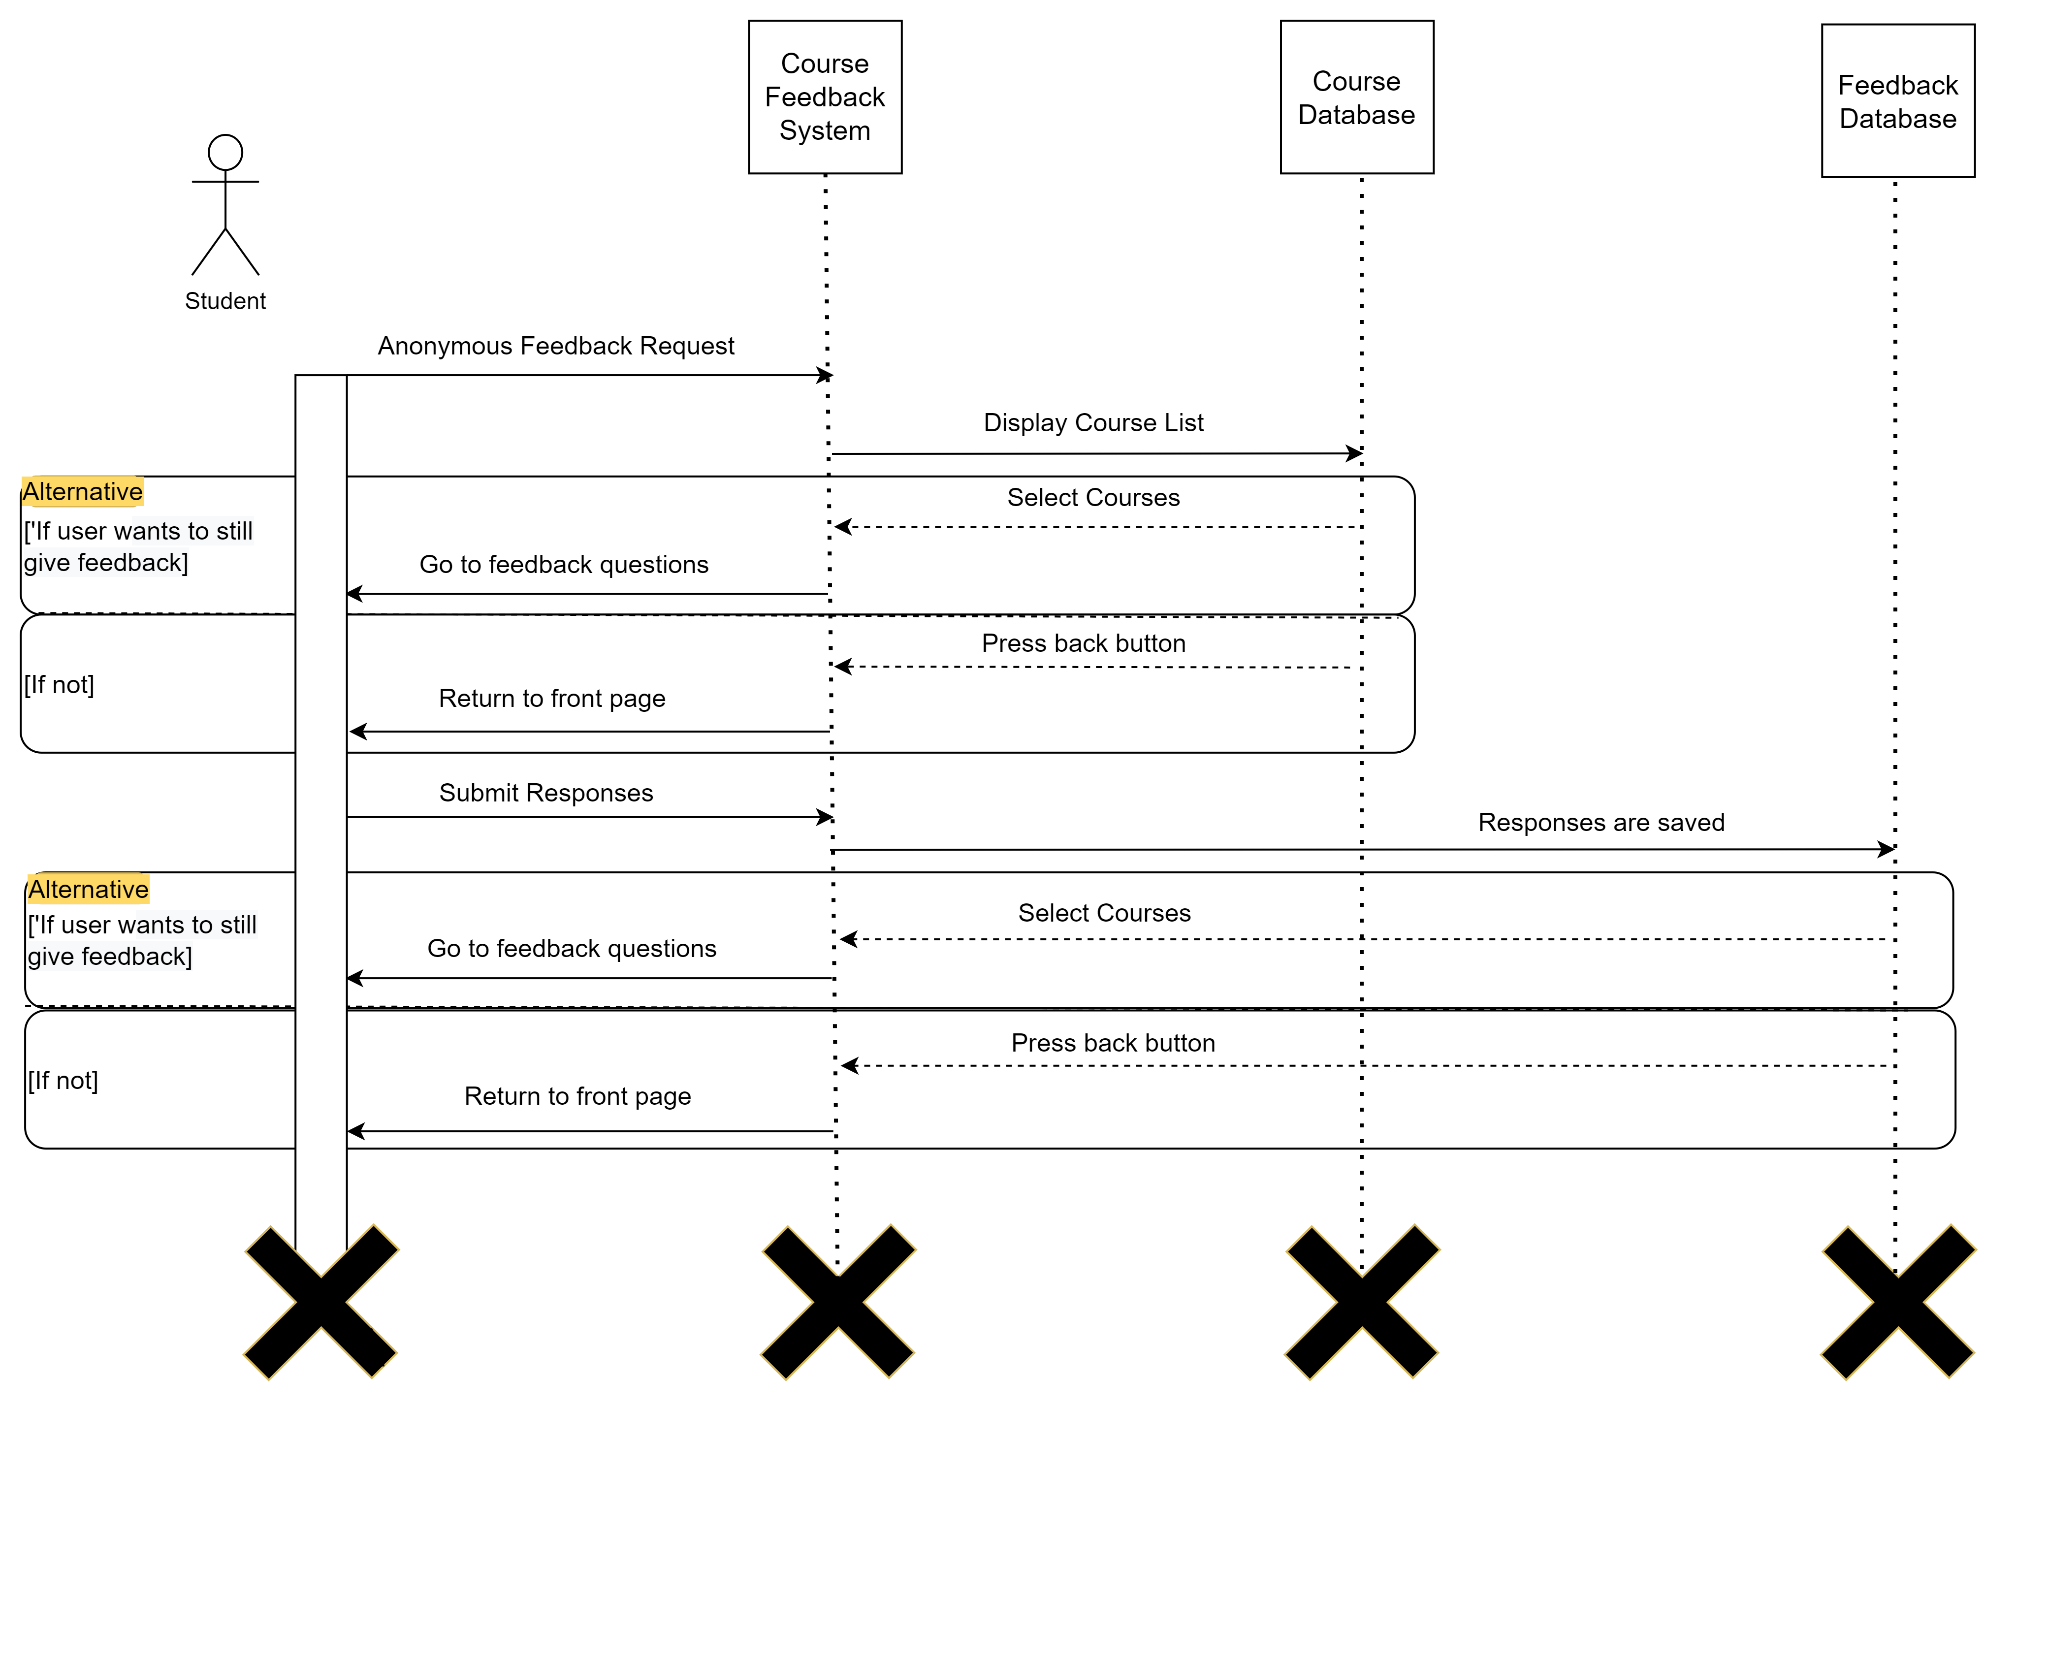 Course
Feedback
System
Course
Database
Feedback
Database
Student
Anonymous Feedback Request
Display Course List
Alternative
['If user wants to still
give feedback]
Select Courses
Go to feedback questions
Press back button
[If not]
Return to front page
Submit Responses
Responses are saved
Alternative
['If user wants to still
give feedback]
Select Courses
Go to feedback questions
Press back button
[If not]
Return to front page